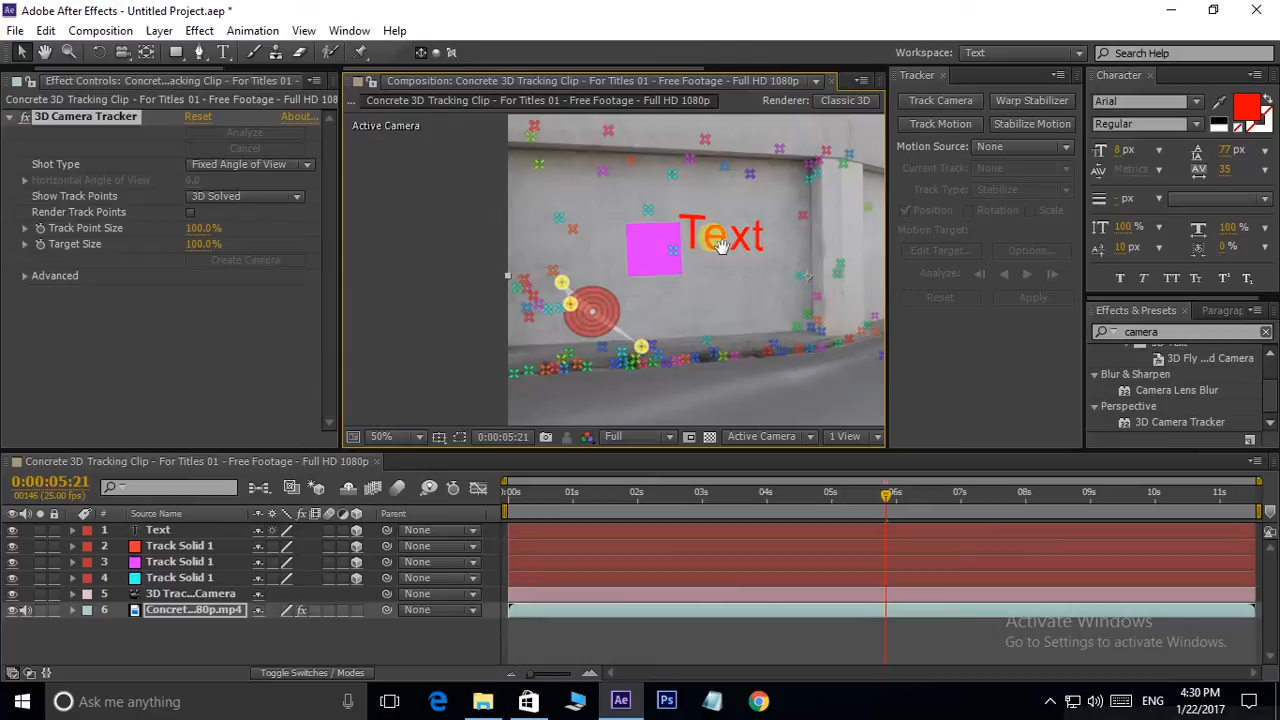 Adobe After Effects - Untitled Project.aep *
File Edit Composition Layer Effect Animation View Window Help
Workspace: Text Search Help
Effect Controls: Concret...acking Clip - For Titles 01 -
Concrete 3D Tracking Clip - For Titles 01 - Free Footage - Full HD 108
3D Camera Tracker Reset About...
Analyze
Cancel
Shot Type Fixed Angle of View
Horizontal Angle of View 0.0
Show Track Points 3D Solved
Render Track Points
Track Point Size 100.0%
Target Size 100.0%
Create Camera
Advanced
Composition: Concrete 3D Tracking Clip - For Titles 01 - Free Footage - Full HD 1080p
... Concrete 3D Tracking Clip - For Titles 01 - Free Footage - Full HD 1080p Renderer: Classic 3D
Active Camera
Text
50% 0:00:05:21 Full Active Camera 1 View
Tracker
Track Camera Warp Stabilizer
Track Motion Stabilize Motion
Motion Source: None
Current Track: None
Track Type: Stabilize
Position Rotation Scale
Motion Target:
Edit Target... Options...
Analyze:
Reset Apply
Character
Arial
Regular
8 px 77 px
Metrics 35
- px
100 % 100 %
10 px 0 %
T T TT Tr T' T,
Effects & Presets Paragrap
camera
3D Text
3D Fly ...d Camera
Blur & Sharpen
Camera Lens Blur
Perspective
3D Camera Tracker
Concrete 3D Tracking Clip - For Titles 01 - Free Footage - Full HD 1080p
0:00:05:21
00146 (25.00 fps)
0:00s 01s 02s 03s 04s 05s 06s 07s 08s 09s 10s 11s
# Source Name Parent
1 Text None
2 Track Solid 1 None
3 Track Solid 1 None
4 Track Solid 1 None
5 3D Trac...Camera None
6 Concret...80p.mp4 None
Toggle Switches / Modes
Activate Windows
Go to Settings to activate Windows.
Ask me anything
ENG
4:30 PM
1/22/2017